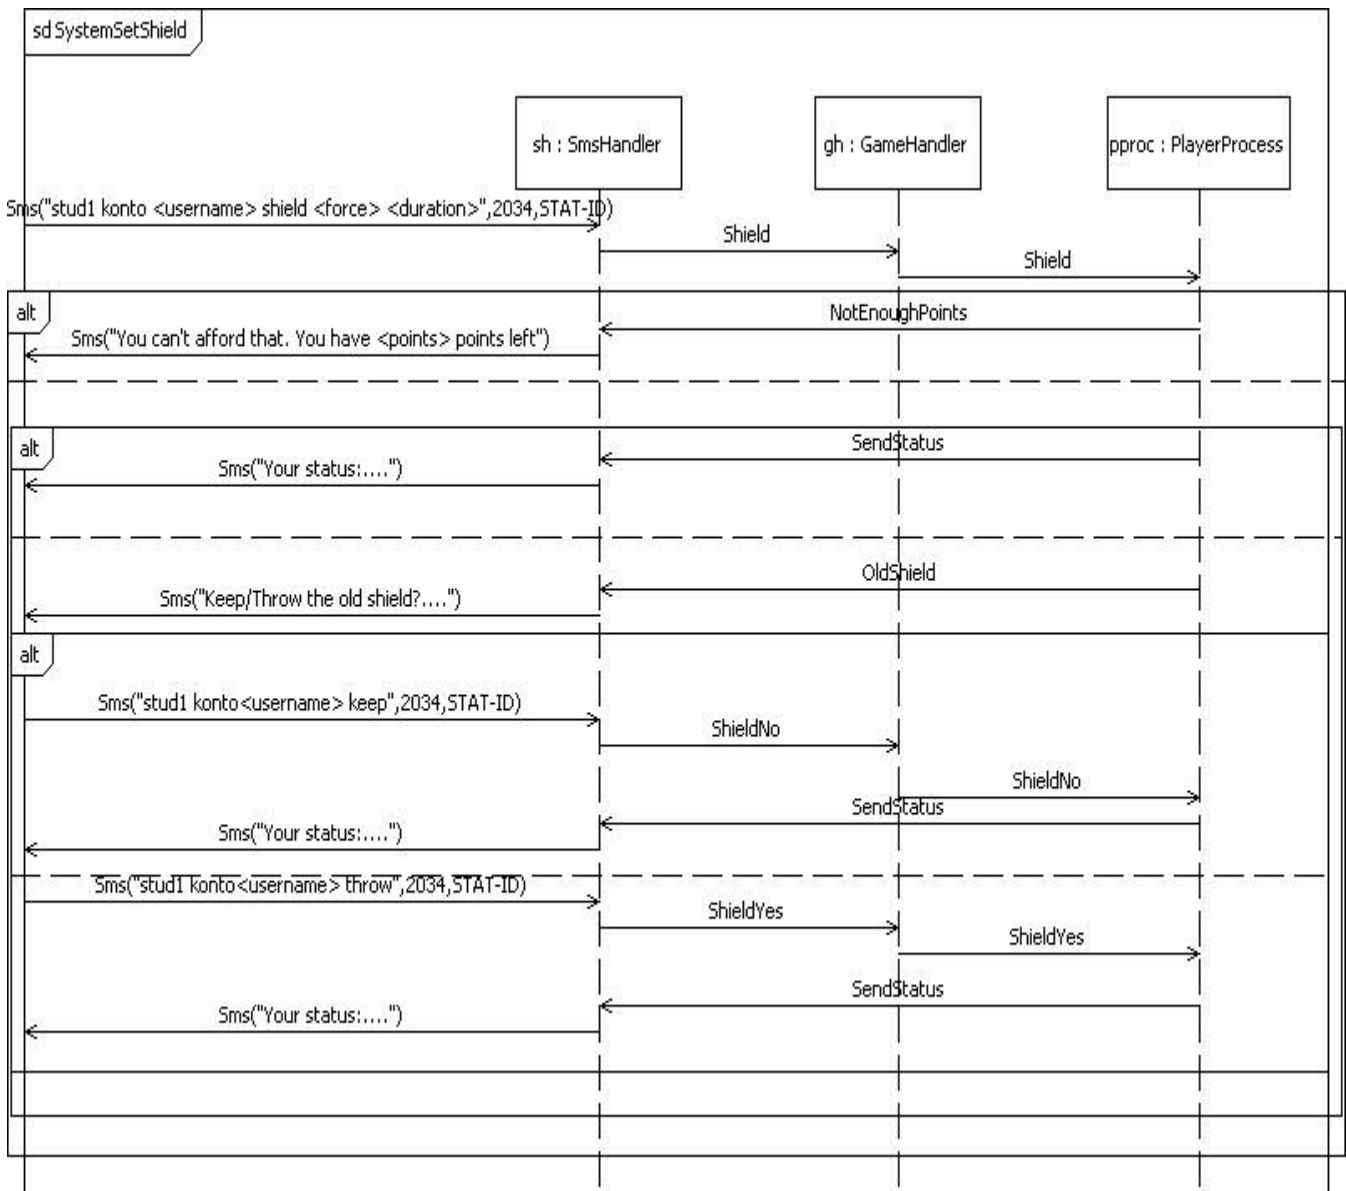 sd SystemSetShield
sh : SmsHandler
gh : GameHandler
pproc : PlayerProcess
Sms("stud1 konto <username> shield <force> <duration>",2034,STAT-ID)
Shield
Shield
alt
NotEnoughPoints
Sms("You can't afford that. You have <points> points left")
alt
SendStatus
Sms("Your status:....")
OldShield
Sms("Keep/Throw the old shield?....")
alt
Sms("stud1 konto<username> keep",2034,STAT-ID)
ShieldNo
ShieldNo
SendStatus
Sms("Your status:....")
Sms("stud1 konto<username> throw",2034,STAT-ID)
ShieldYes
ShieldYes
SendStatus
Sms("Your status:....")